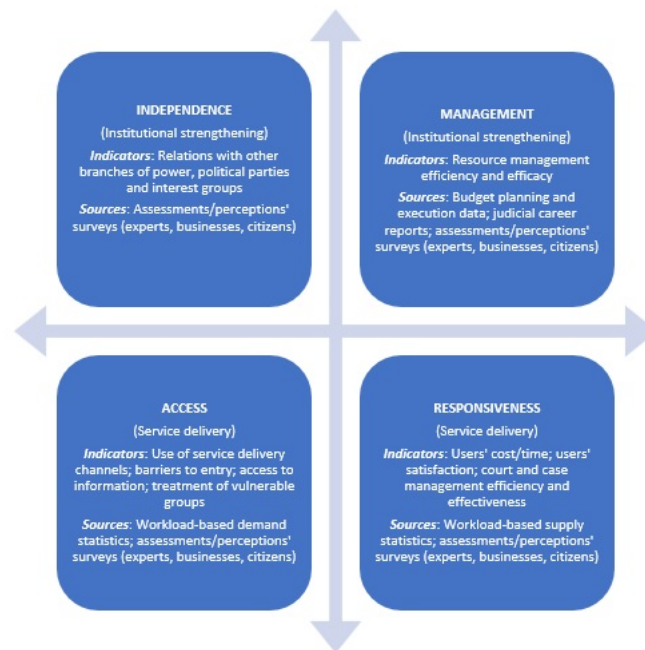 INDEPENDENCE
(Institutional strengthening)
Indicators: Relations with other
branches of power, political parties
and interest groups
Sources: Assessments/perceptions'
surveys (experts, businesses, citizens)
MANAGEMENT
(Institutional strengthening)
Indicators: Resource management
efficiency and efficacy
Sources: Budget planning and
execution data; judicial career
reports; assessments/perceptions'
surveys (experts, businesses, citizens)
ACCESS
(Service delivery)
Indicators: Use of service delivery
channels; barriers to entry; access to
information; treatment of vulnerable
groups
Sources: Workload-based demand
statistics; assessments/perceptions'
surveys (experts, businesses, citizens)
RESPONSIVENESS
(Service delivery)
Indicators: Users' cost/time; users'
satisfaction; court and case
management efficiency and
effectiveness
Sources: Workload-based supply
statistics; assessments/perceptions'
surveys (experts, businesses, citizens)